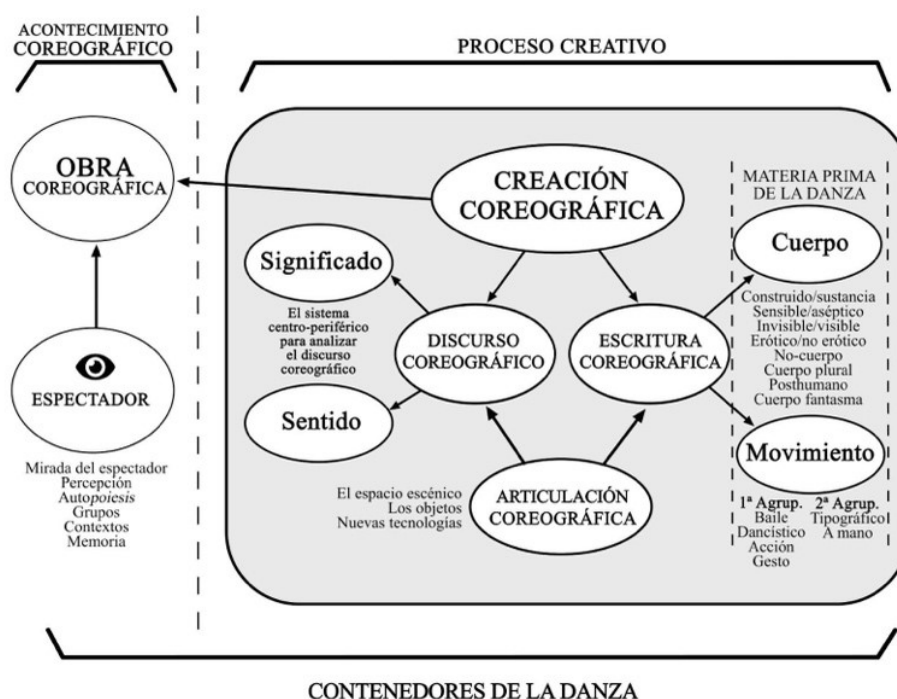 ACONTECIMIENTO
COREOGRÁFICO
PROCESO CREATIVO
OBRA
COREOGRÁFICA
ESPECTADOR
Mirada del espectador
Percepción
Autopoiesis
Grupos
Contextos
Memoria
CREACIÓN
COREOGRÁFICA
Significado
El sistema
centro-periférico
para analizar
el discurso
coreográfico
Sentido
DISCURSO
COREOGRÁFICO
ESCRITURA
COREOGRÁFICA
El espacio escénico
Los objetos
Nuevas tecnologías
ARTICULACIÓN
COREOGRÁFICA
MATERIA PRIMA
DE LA DANZA
Cuerpo
Construido/sustancia
Sensible/aséptico
Invisible/visible
Erótico/no erótico
No-cuerpo
Cuerpo plural
Posthumano
Cuerpo fantasma
Movimiento
1ª Agrup.
Baile
Dancístico
Acción
Gesto
2ª Agrup.
Tipográfico
A mano
CONTENEDORES DE LA DANZA